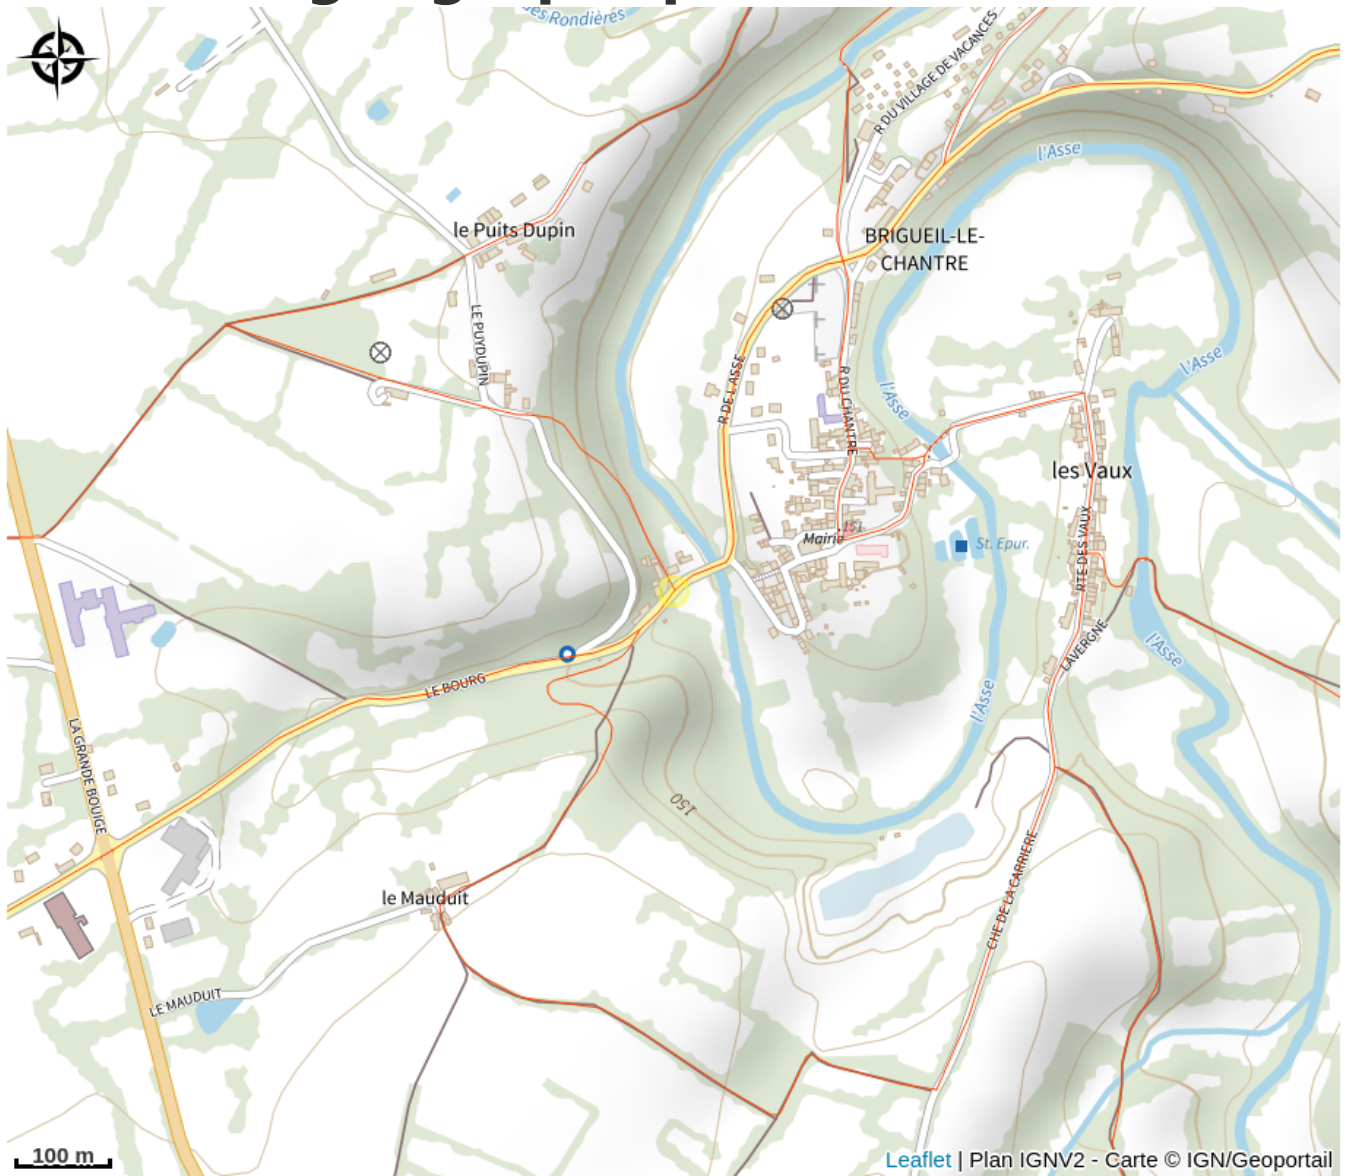 des Rondières
R DU VILLAGE DE VACANCES
l'Asse
le Puits Dupin
BRIGUEIL-LE-
CHANTRE
LE PUYDUPIN
R DE L'ASSE
R DU CHANTRE
l'Asse
l'Asse
les Vaux
Mairie
151
St. Epur.
RTE DES VAUX
LAVERGNE
l'Asse
l'Asse
LE BOURG
LA GRANDE BOUIGE
150
CHE DE LA CARRIERE
le Mauduit
LE MAUDUIT
100 m
Leaflet | Plan IGNV2 - Carte © IGN/Geoportail